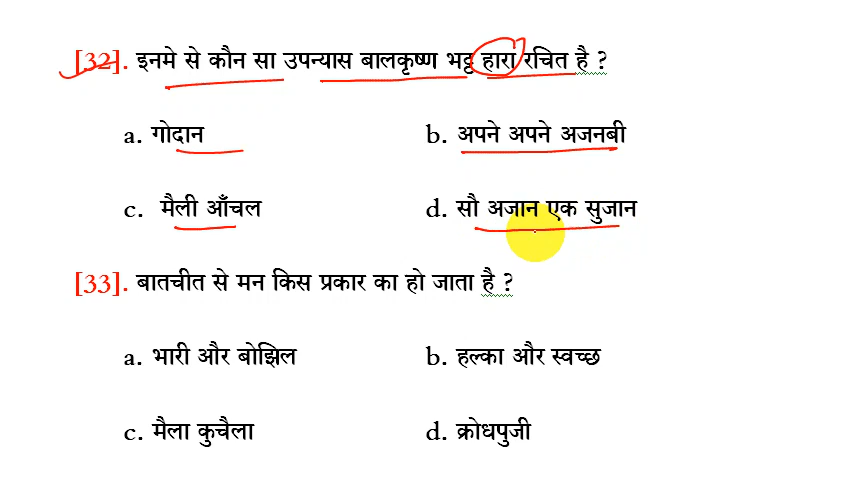 [32]. इनमे से कौन सा उपन्यास बालकृष्ण भट्ट हारा रचित है ?
a. गोदान b. अपने अपने अजनबी
c. मैली आँचल d. सौ अजान एक सुजान
[33]. बातचीत से मन किस प्रकार का हो जाता है ?
a. भारी और बोझिल b. हल्का और स्वच्छ
c. मैला कुचैला d. क्रोधपुजी